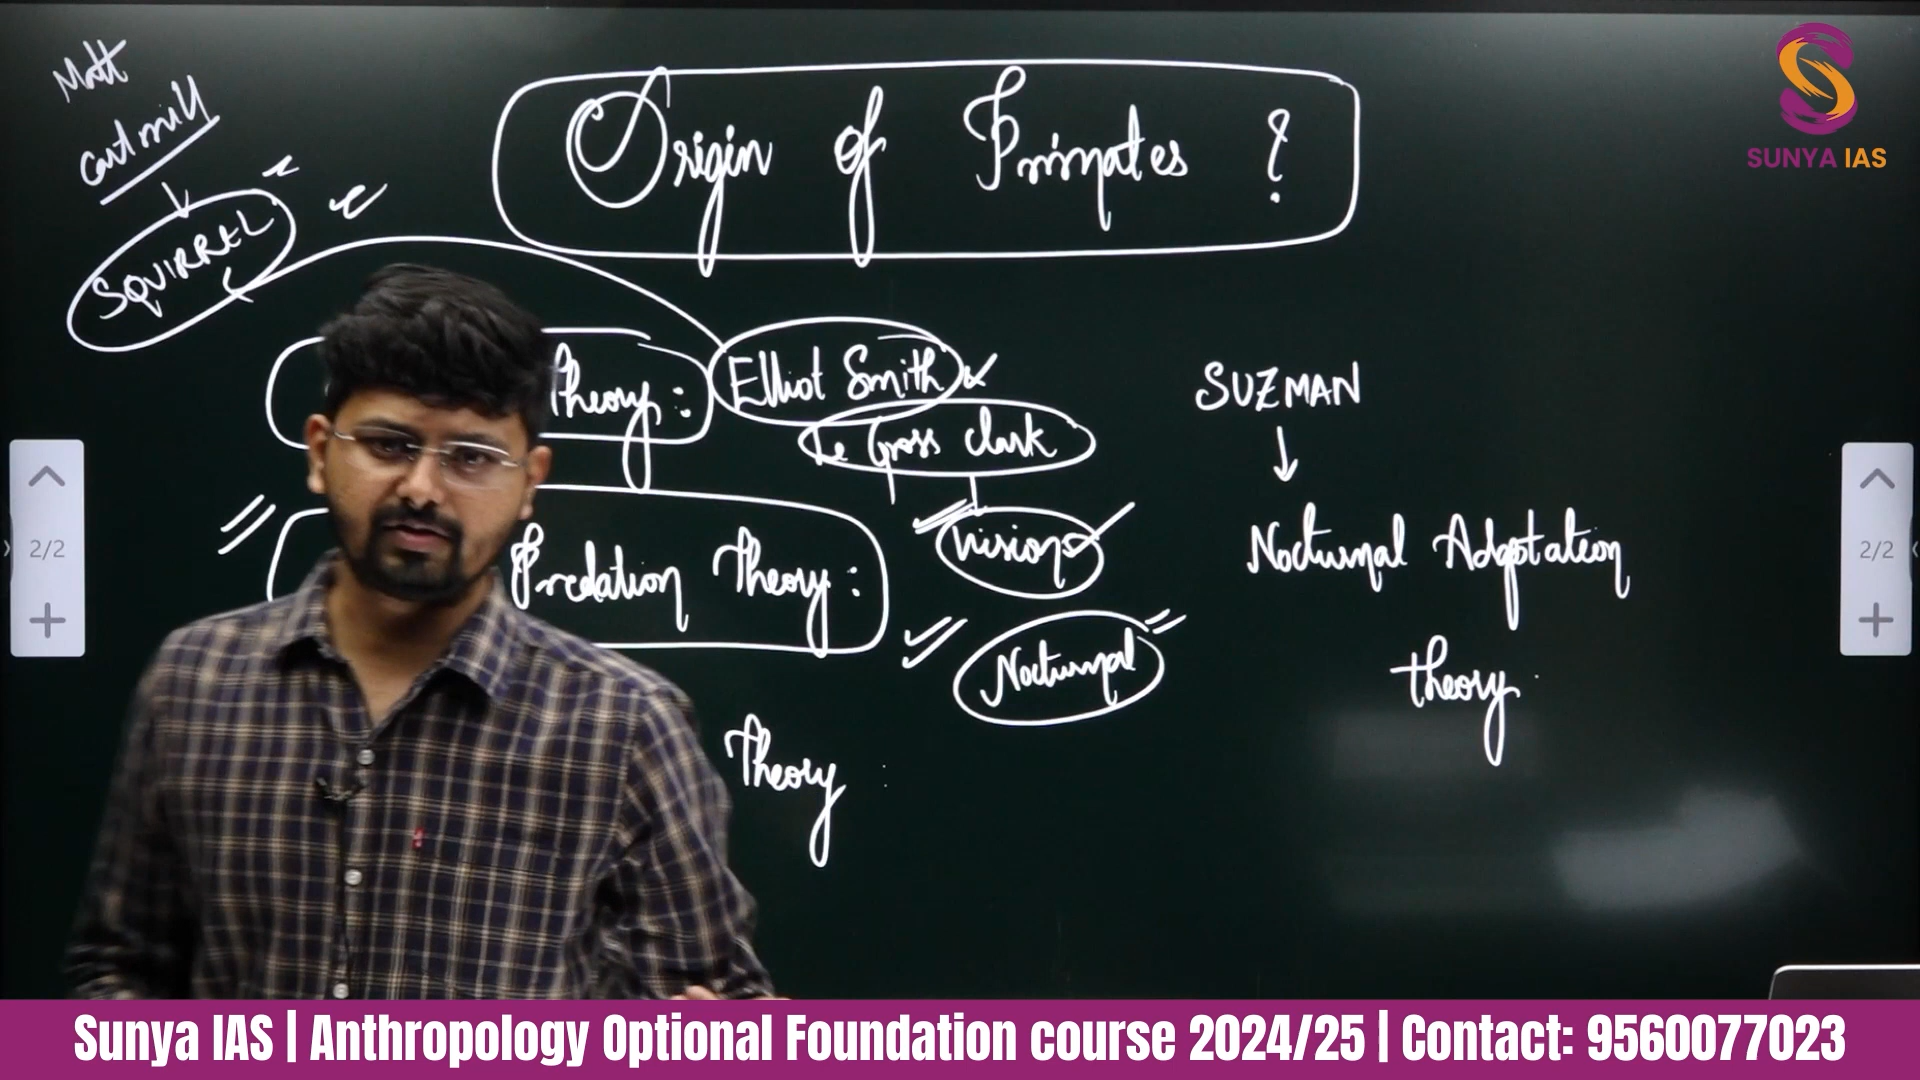 Matt
cartmill
SQUIRREL
Origin of Primates ?
SUNYA IAS
Theory :
Elliot Smith
Le Gross Clark
Vision
Predation Theory :
Nocturnal
Theory
SUZMAN
Nocturnal Adaptation
Theory
2/2
2/2
Sunya IAS | Anthropology Optional Foundation course 2024/25 | Contact: 9560077023